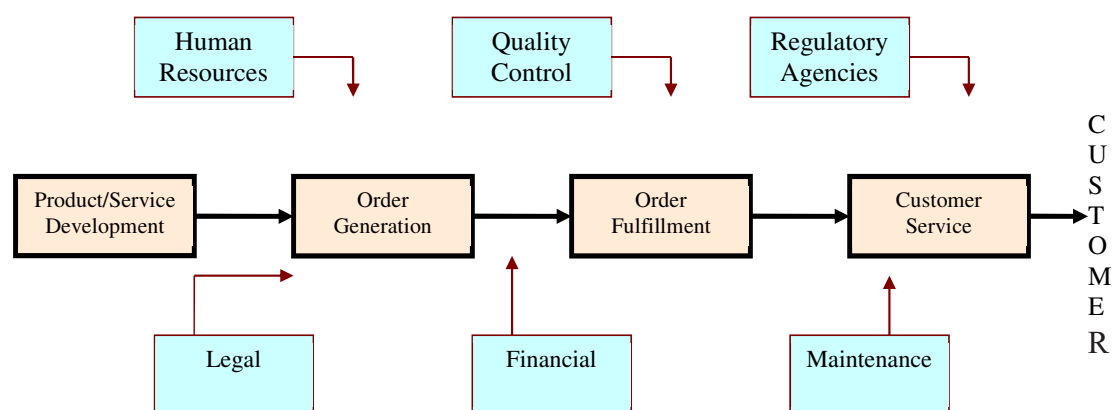 Human
Resources
Quality
Control
Regulatory
Agencies
Product/Service
Development
Order
Generation
Order
Fulfillment
Customer
Service
C
U
S
T
O
M
E
R
Legal
Financial
Maintenance